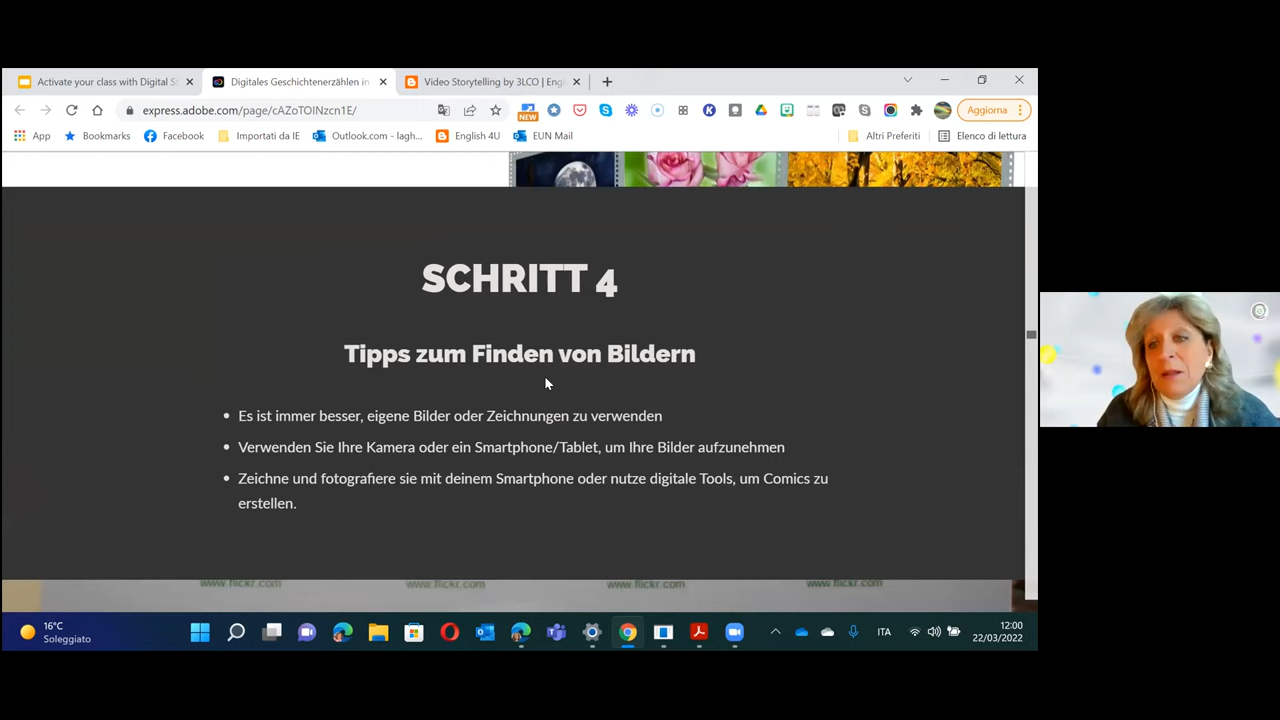 Activate your class with Digital S
Digitales Geschichtenerzählen in
Video Storytelling by 3LCO | Engl
express.adobe.com/page/cAZoTOINzcn1E/
NEW
Aggiorna
App
Bookmarks
Facebook
Importati da IE
Outlook.com - lagh...
English 4U
EUN Mail
Altri Preferiti
Elenco di lettura
SCHRITT 4
Tipps zum Finden von Bildern
Es ist immer besser, eigene Bilder oder Zeichnungen zu verwenden
Verwenden Sie Ihre Kamera oder ein Smartphone/Tablet, um Ihre Bilder aufzunehmen
Zeichne und fotografiere sie mit deinem Smartphone oder nutze digitale Tools, um Comics zu
erstellen.
www.flickr.com www.flickr.com www.flickr.com www.flickr.com
16°C
Soleggiato
ITA
12:00
22/03/2022